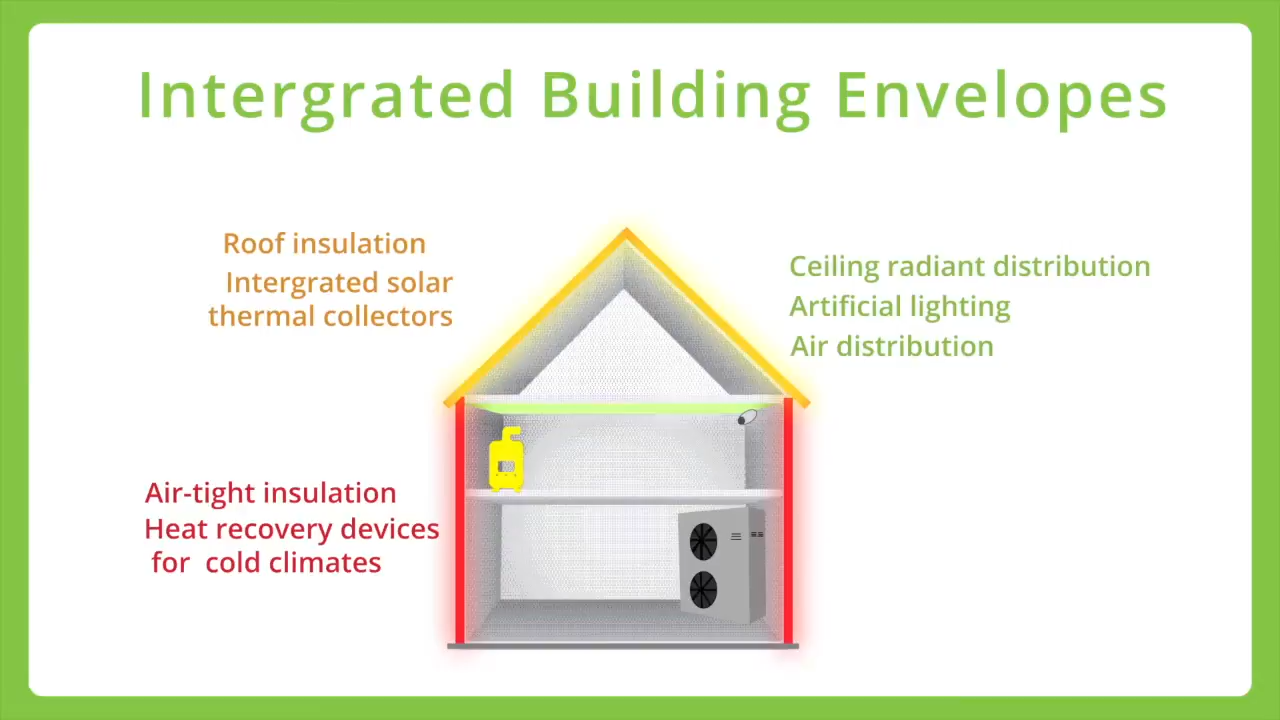 Intergrated Building Envelopes
Roof insulation
Intergrated solar
thermal collectors
Ceiling radiant distribution
Artificial lighting
Air distribution
Air-tight insulation
Heat recovery devices
for cold climates